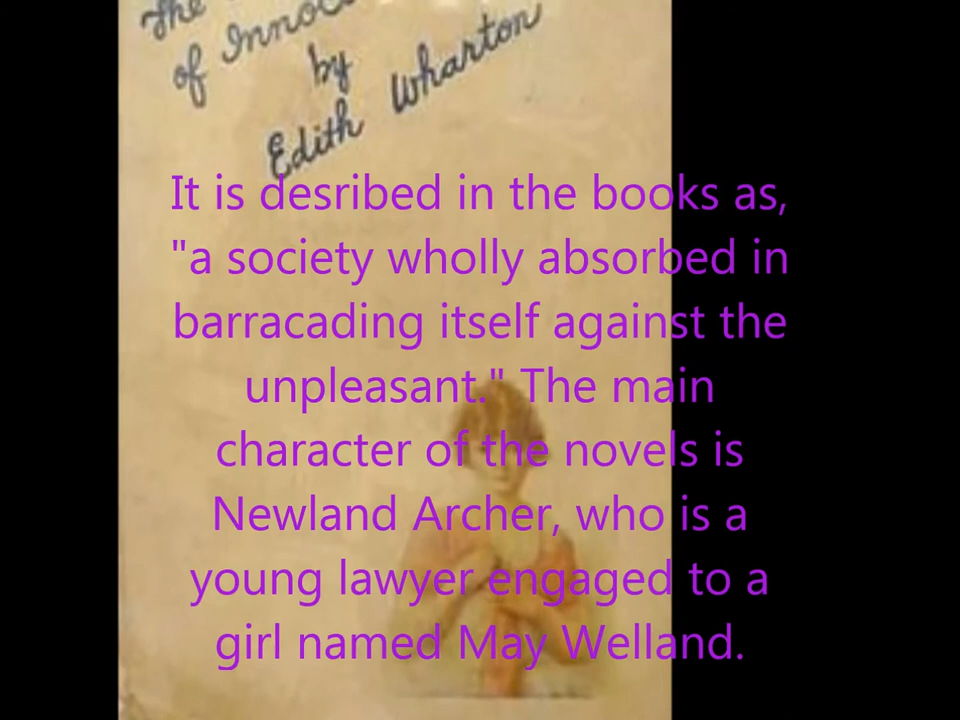 The
of Innoc
by
Edith Wharton
It is desribed in the books as,
"a society wholly absorbed in
barracading itself against the
unpleasant." The main
character of the novels is
Newland Archer, who is a
young lawyer engaged to a
girl named May Welland.